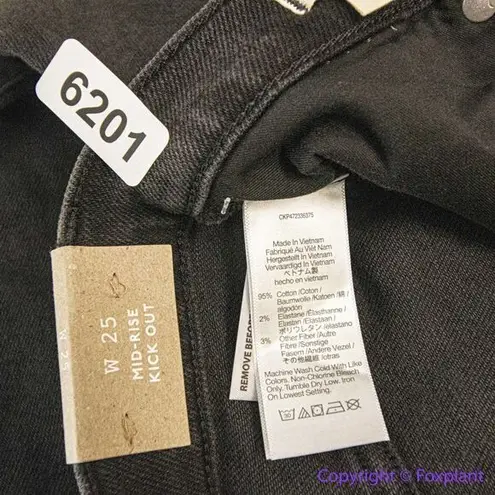 6201
W 25
MID-RISE
KICK OUT
CKP472336375
Made In Vietnam
Fabriqué Au Viêt Nam
Hergestellt In Vietnam
Vervaardigd In Vietnam
ベトナム製
hecho en vietnam
95% Cotton /Coton /
Baumwolle /Katoen /綿 /
algodón
2% Elastane /Élasthanne /
Elastan /Elastaan /
ポリウレタン /elastano
3% Other Fiber /Autre
Fibre /Sonstige
Fasern /Andere Vezel /
その他繊維 / otras
Machine Wash Cold With Like
Colors. Non-Chlorine Bleach
Only. Tumble Dry Low. Iron
On Lowest Setting.
REMOVE BEFO
Copyright © Foxplant